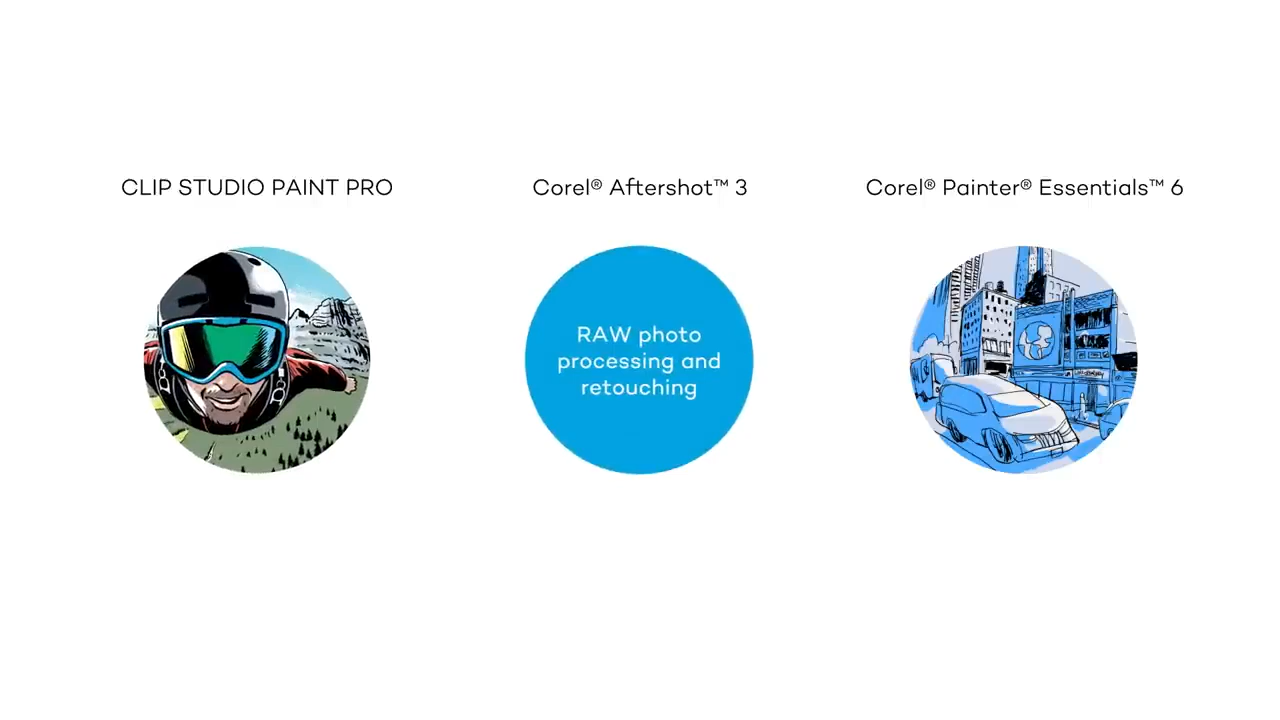 CLIP STUDIO PAINT PRO
Corel® Aftershot™ 3
Corel® Painter® Essentials™ 6
RAW photo
processing and
retouching